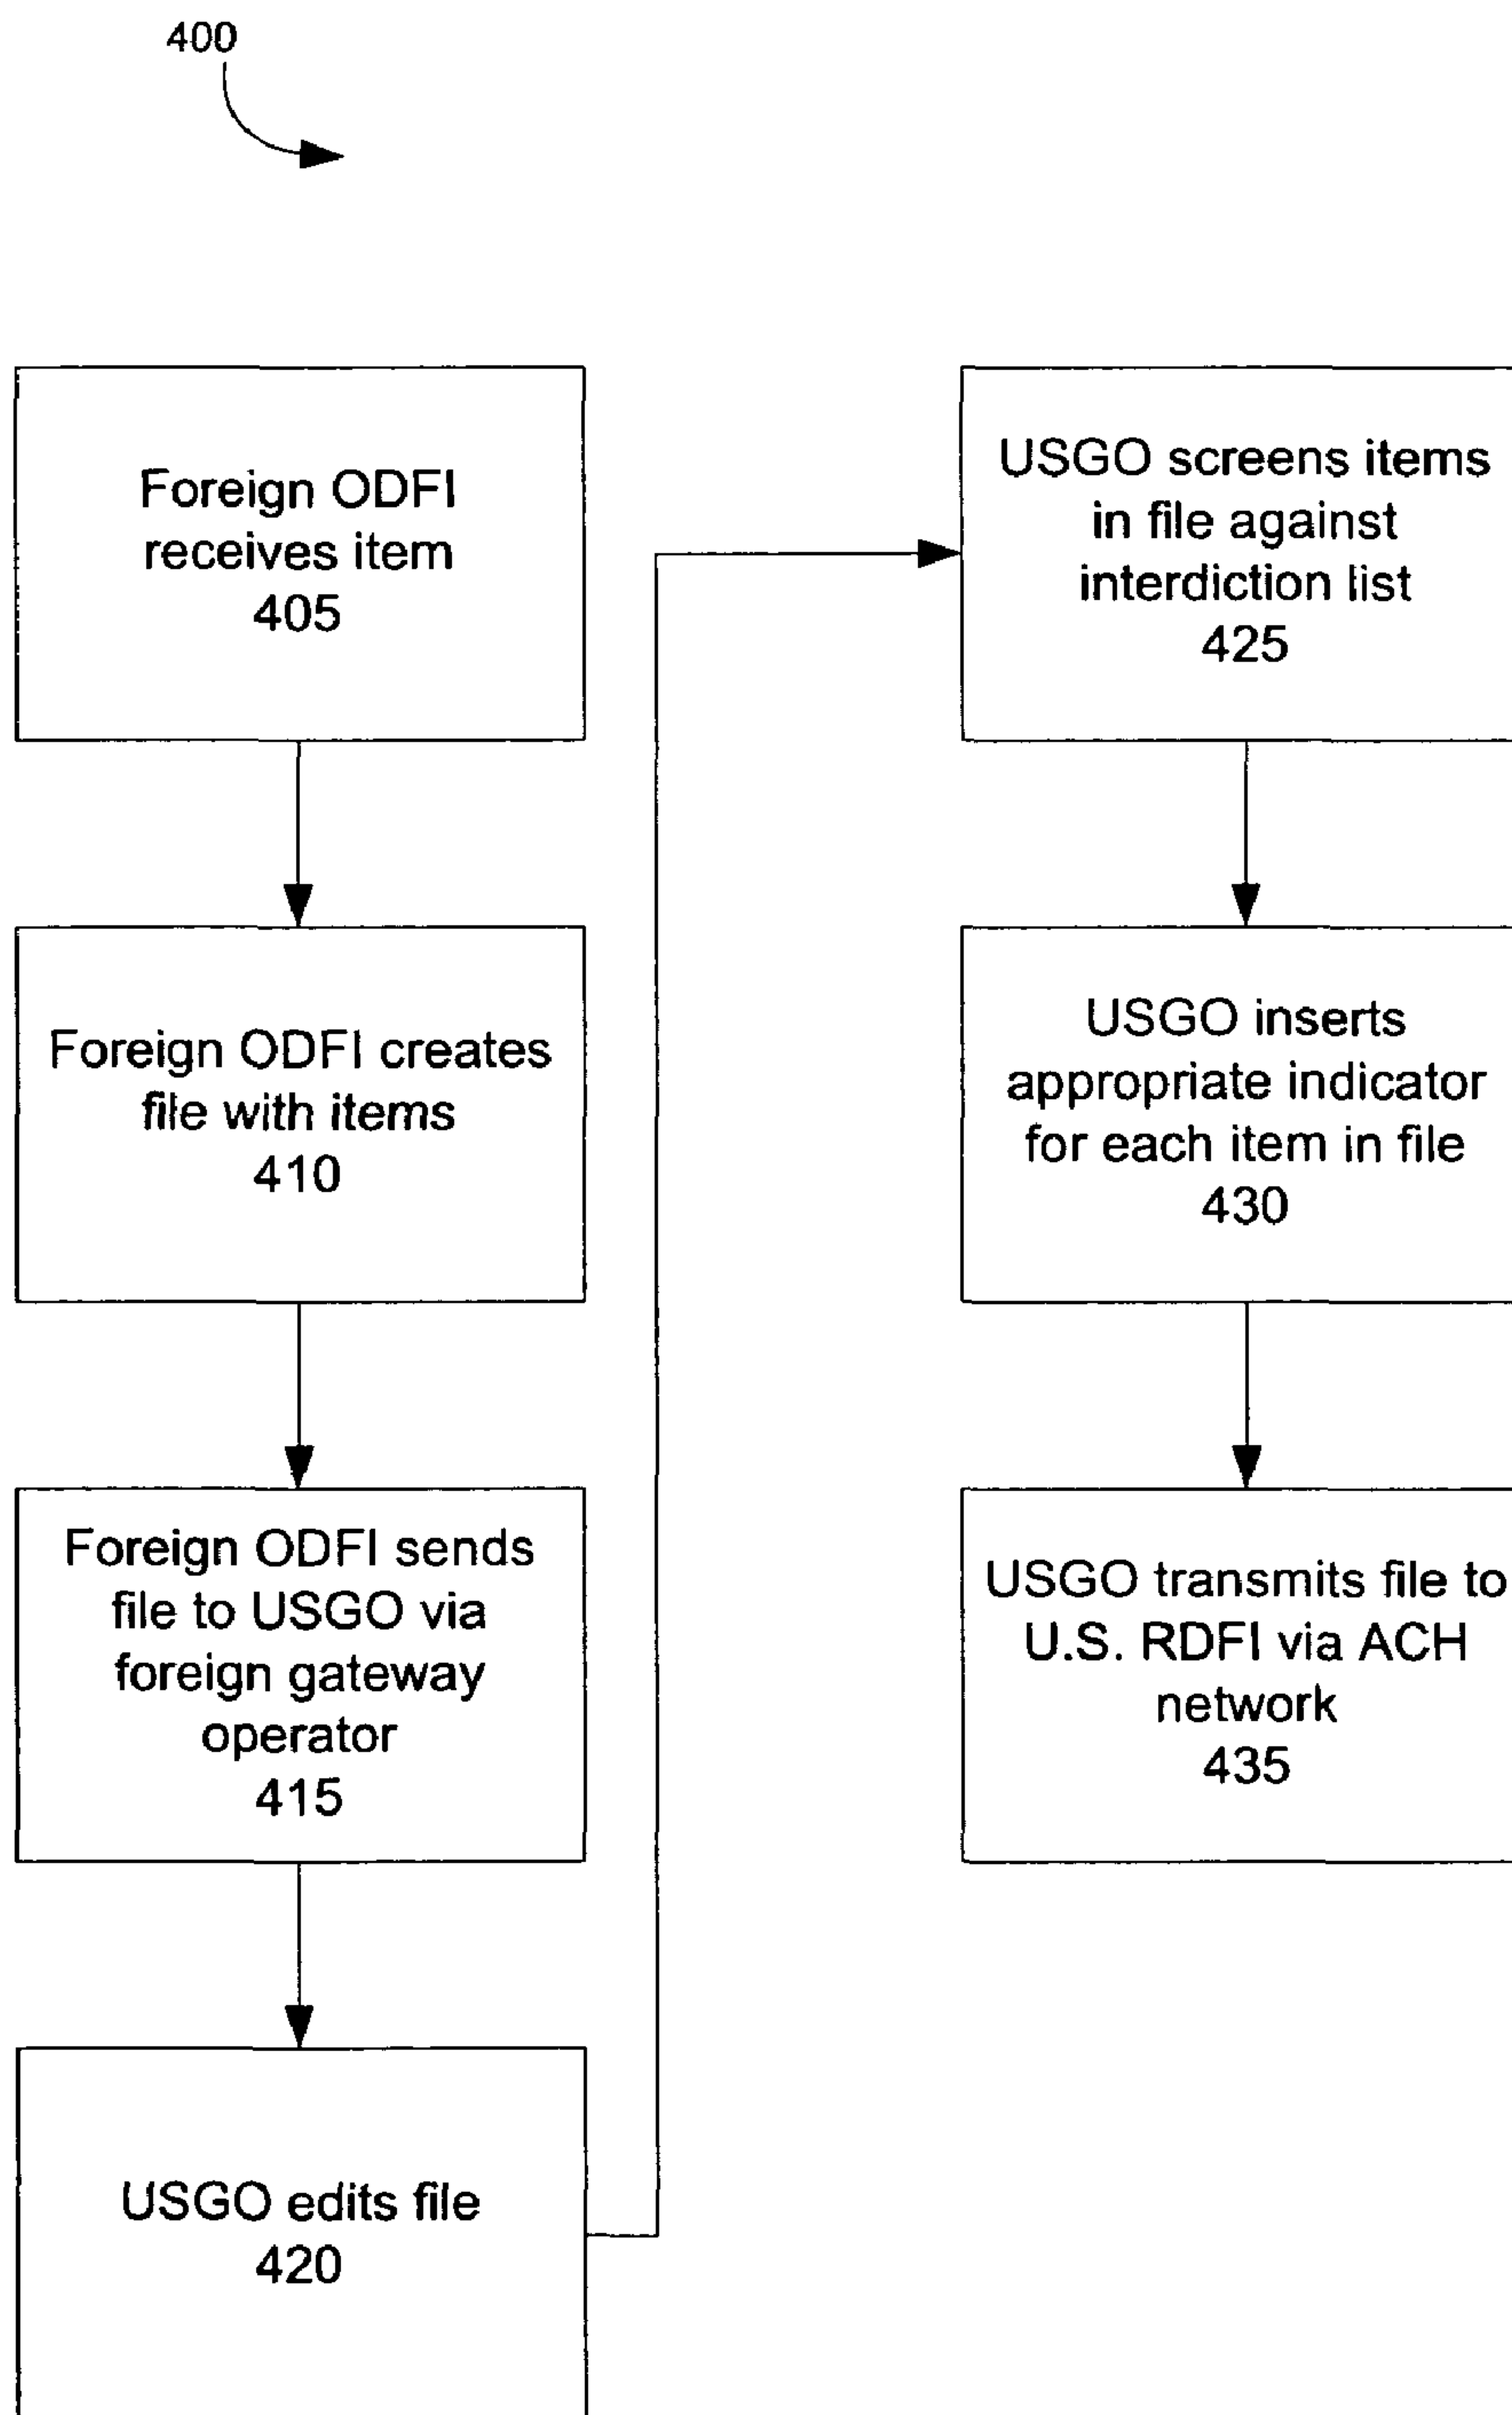 400
Foreign ODFI
receives item
405
Foreign ODFI creates
file with items
410
Foreign ODFI sends
file to USGO via
foreign gateway
operator
415
USGO edits file
420
USGO screens items
in file against
interdiction list
425
USGO inserts
appropriate indicator
for each item in file
430
USGO transmits file to
U.S. RDFI via ACH
network
435